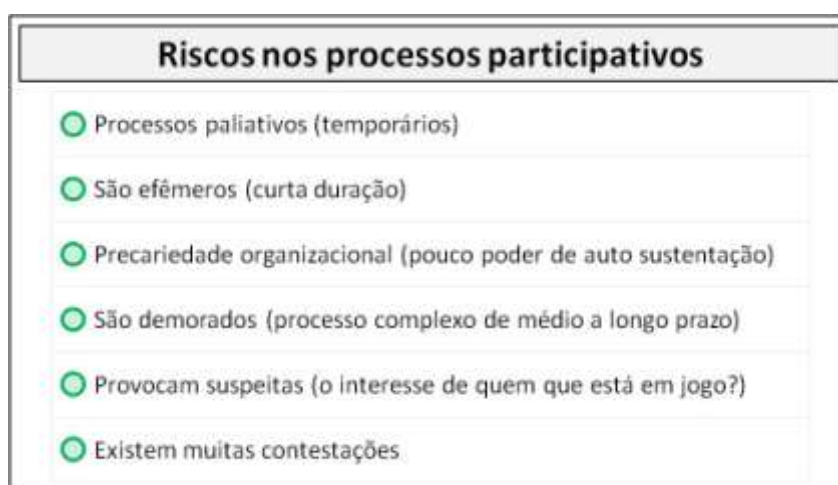 Riscos nos processos participativos
Processos paliativos (temporários)
São efêmeros (curta duração)
Precariedade organizacional (pouco poder de auto sustentação)
São demorados (processo complexo de médio a longo prazo)
Provocam suspeitas (o interesse de quem que está em jogo?)
Existem muitas contestações